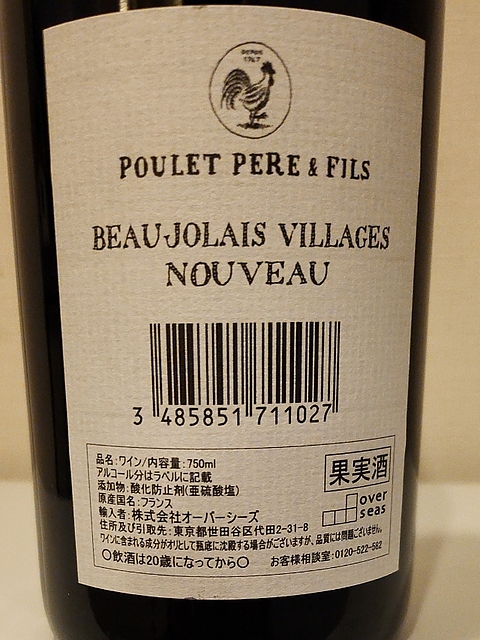 DEPUIS
1767
POULET PERE & FILS
BEAUJOLAIS VILLAGES
NOUVEAU
3 485851 711027
品名:ワイン/内容量:750ml
アルコール分はラベルに記載
添加物:酸化防止剤(亜硫酸塩)
原産国名:フランス
輸入者:株式会社オーバーシーズ
住所及び引取先:東京都世田谷区代田2-31-8
ワインに含まれる成分がオリとして瓶底に沈殿する場合がございますが、品質には問題ございません。
〇飲酒は20歳になってから〇
お客様相談室:0120-522-582
果実酒
over
seas